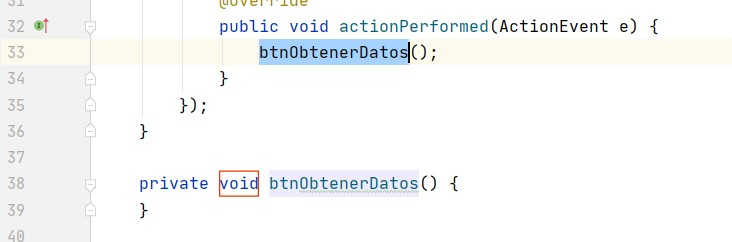 31 @Override
32 public void actionPerformed(ActionEvent e) {
33 btnObtenerDatos();
34 }
35 });
36 }
37
38 private void btnObtenerDatos() {
39 }
40